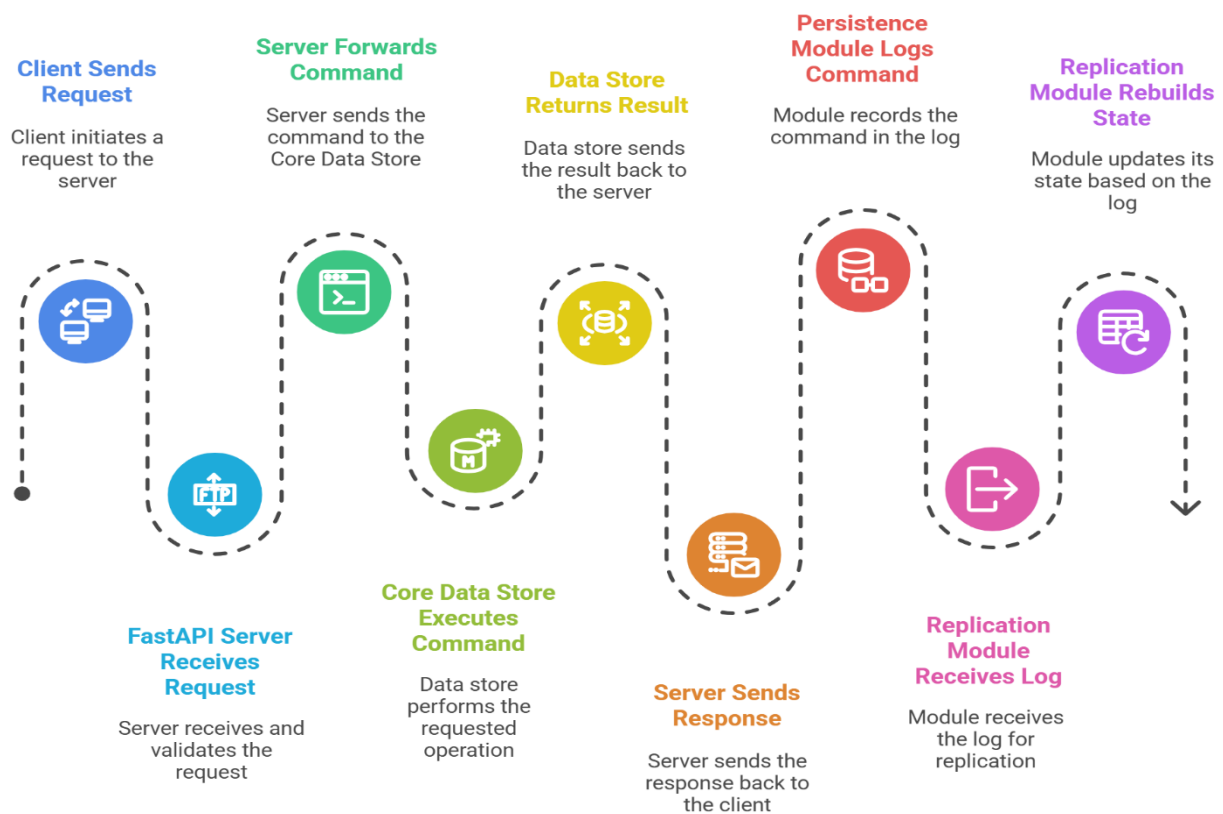 Client Sends
Request
Client initiates a
request to the
server
FTP
FastAPI Server
Receives
Request
Server receives and
validates the
request
Server Forwards
Command
Server sends the
command to the
Core Data Store
M
Core Data Store
Executes
Command
Data store
performs the
requested
operation
Data Store
Returns Result
Data store sends
the result back to
the server
Server Sends
Response
Server sends the
response back to
the client
Persistence
Module Logs
Command
Module records the
command in the log
Replication
Module
Receives Log
Module receives
the log for
replication
Replication
Module Rebuilds
State
Module updates its
state based on the
log